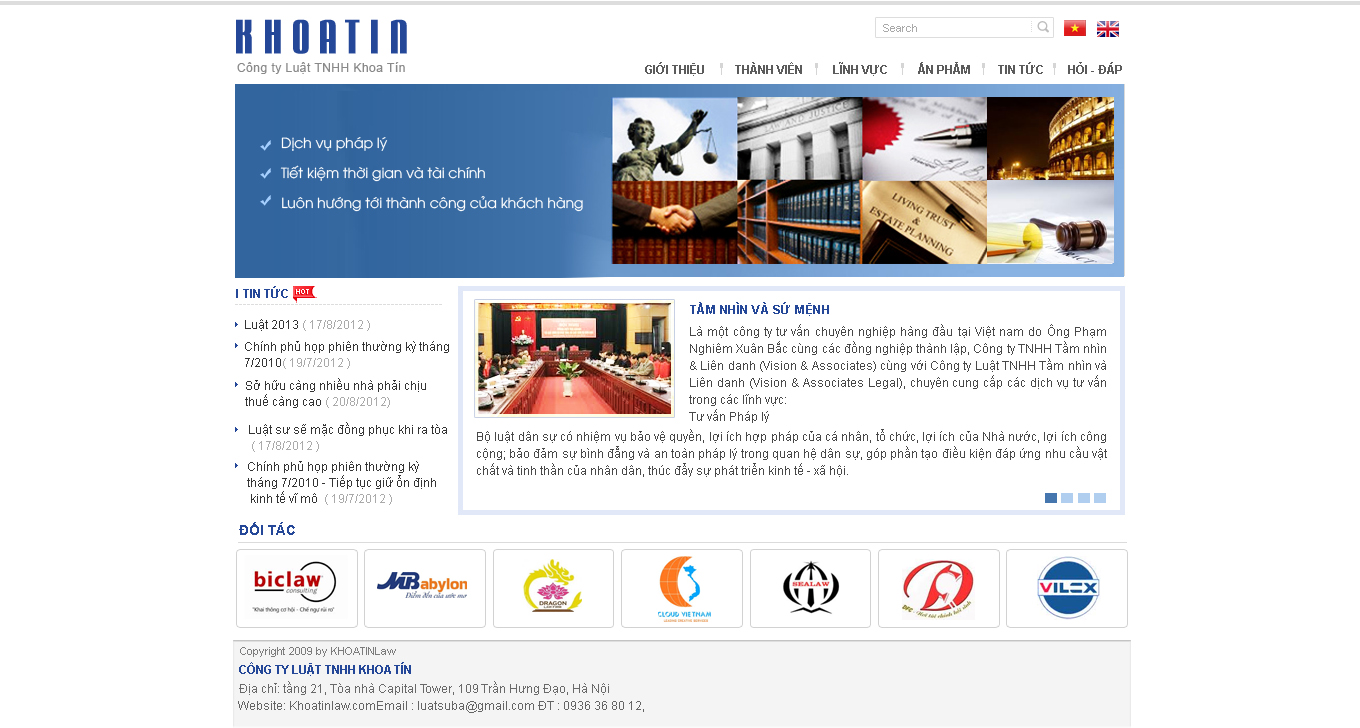 KHOATIN
Công ty Luật TNHH Khoa Tín
Search
GIỚI THIỆU
THÀNH VIÊN
LĨNH VỰC
ẤN PHẨM
TIN TỨC
HỎI - ĐÁP
Dịch vụ pháp lý
Tiết kiệm thời gian và tài chính
Luôn hướng tới thành công của khách hàng
LAW AND JUSTICE
LIVING TRUST
&
ESTATE PLANNING
I TIN TỨC HOT
Luật 2013 ( 17/8/2012 )
Chính phủ họp phiên thường kỳ tháng
7/2010( 19/7/2012 )
Sở hữu càng nhiều nhà phải chịu
thuế càng cao ( 20/8/2012)
Luật sư sẽ mặc đồng phục khi ra tòa
( 17/8/2012 )
Chính phủ họp phiên thường kỳ
tháng 7/2010 - Tiếp tục giữ ổn định
kinh tế vĩ mô ( 19/7/2012 )
TẦM NHÌN VÀ SỨ MỆNH
Là một công ty tư vấn chuyên nghiệp hàng đầu tại Việt nam do Ông Phạm
Nghiêm Xuân Bắc cùng các đồng nghiệp thành lập, Công ty TNHH Tầm nhìn
& Liên danh (Vision & Associates) cùng với Công ty Luật TNHH Tầm nhìn và
Liên danh (Vision & Associates Legal), chuyên cung cấp các dịch vụ tư vấn
trong các lĩnh vực:
Tư vấn Pháp lý
Bộ luật dân sự có nhiệm vụ bảo vệ quyền, lợi ích hợp pháp của cá nhân, tổ chức, lợi ích của Nhà nước, lợi ích công
cộng; bảo đảm sự bình đẳng và an toàn pháp lý trong quan hệ dân sự, góp phần tạo điều kiện đáp ứng nhu cầu vật
chất và tinh thần của nhân dân, thúc đẩy sự phát triển kinh tế - xã hội.
ĐỐI TÁC
biclaw
consulting
"Khai thông cơ hội - Chế ngự rủi ro"
MBabylon
Điểm đến của ước mơ
DRAGON
LAW FIRM
CLOUD VIETNAM
LEADING CREATIVE SERVICES
SEALAW
DFC - Nơi tài chính hồi sinh
VILEX
Copyright 2009 by KHOATINLaw
CÔNG TY LUẬT TNHH KHOA TÍN
Địa chỉ: tầng 21, Tòa nhà Capital Tower, 109 Trần Hưng Đạo, Hà Nội
Website: Khoatinlaw.comEmail : luatsuba@gmail.com ĐT : 0936 36 80 12,